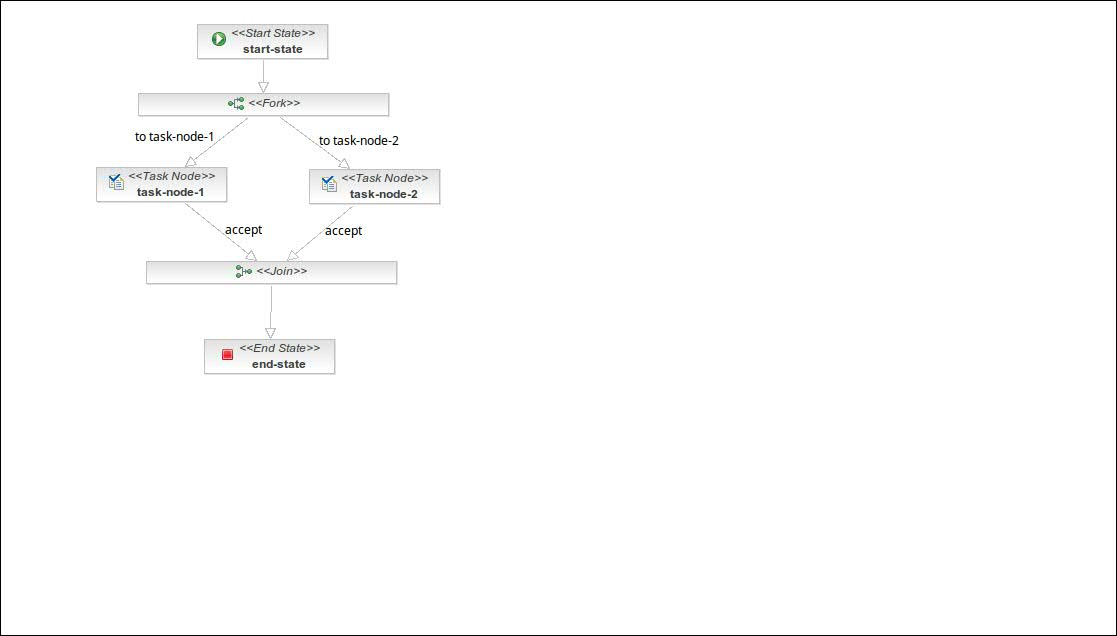 <<Start State>>
start-state
<<Fork>>
to task-node-1
to task-node-2
<<Task Node>>
task-node-1
<<Task Node>>
task-node-2
accept
accept
<<Join>>
<<End State>>
end-state